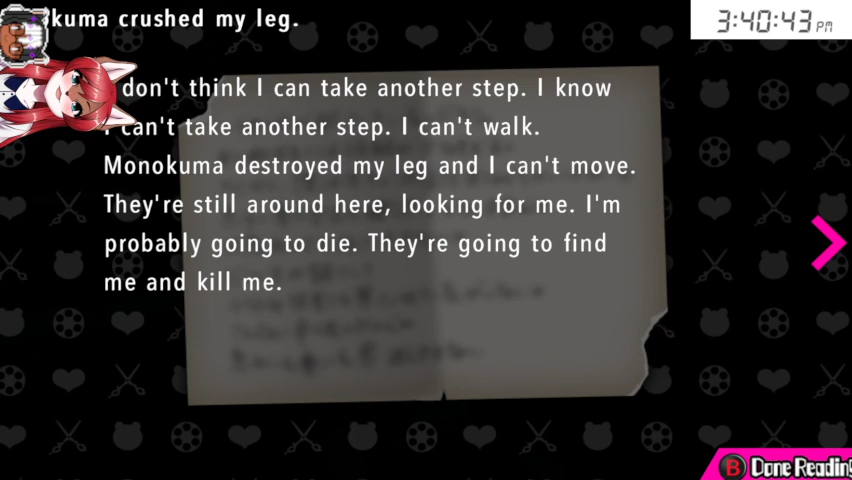 kuma crushed my leg.
3:40:43 PM
don't think I can take another step. I know
I can't take another step. I can't walk.
Monokuma destroyed my leg and I can't move.
They're still around here, looking for me. I'm
probably going to die. They're going to find
me and kill me.
B Done Reading